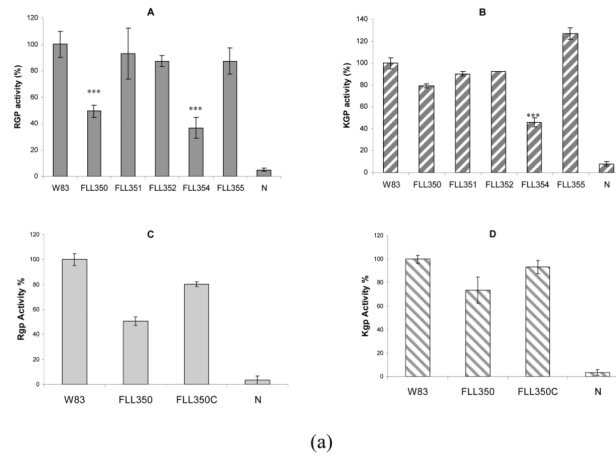 A
RGP activity (%)
120
100
80
60
40
20
0
***
***
W83 FLL350 FLL351 FLL352 FLL354 FLL355 N
B
KGP activity (%)
140
120
100
80
60
40
20
0
***
W83 FLL350 FLL351 FLL352 FLL354 FLL355 N
C
Rgp Activity %
120
100
80
60
40
20
0
W83 FLL350 FLL350C N
D
Kgp Activity %
120
100
80
60
40
20
0
W83 FLL350 FLL350C N
(a)